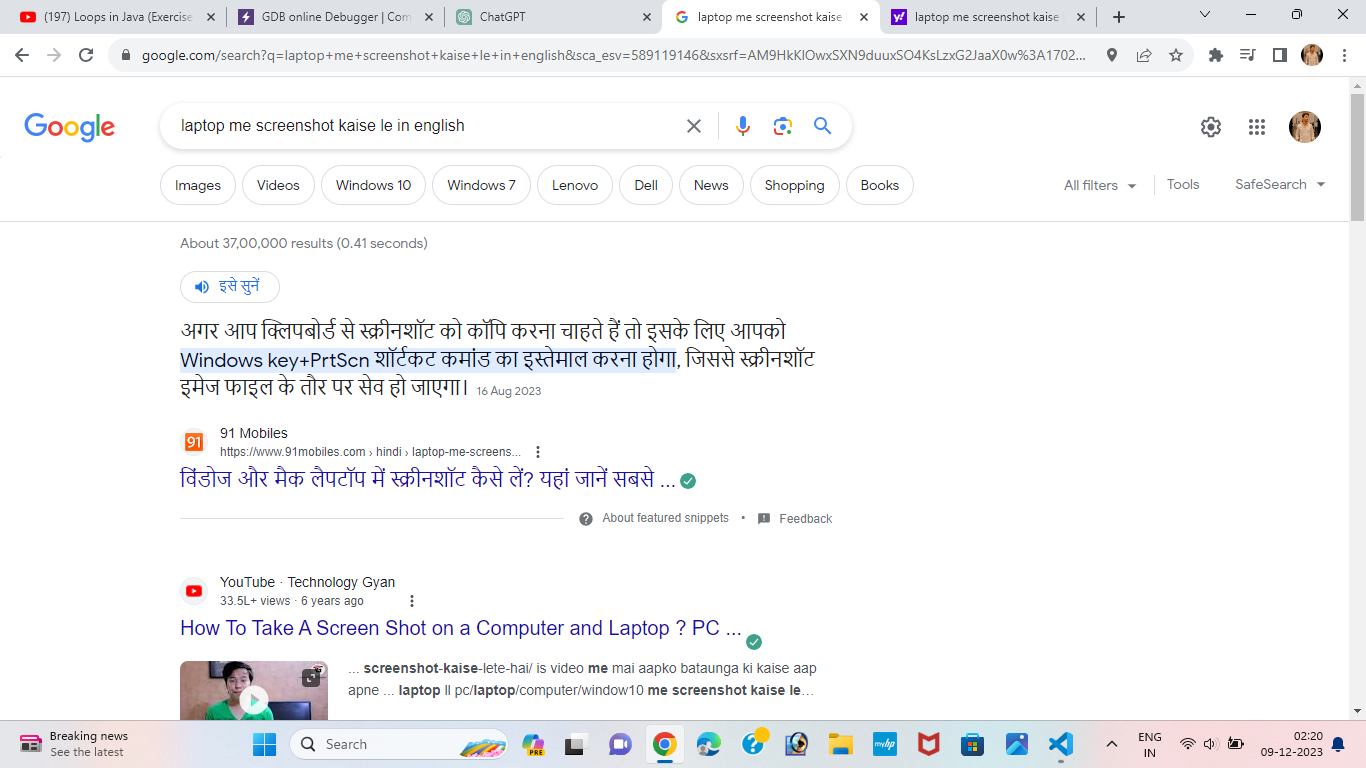 (197) Loops in Java (Exercise
GDB online Debugger | Com
ChatGPT
laptop me screenshot kaise
laptop me screenshot kaise
google.com/search?q=laptop+me+screenshot+kaise+le+in+english&sca_esv=589119146&sxsrf=AM9HkKlOwxSXN9duuxSO4KsLzxG2JaaX0w%3A1702...
Google
laptop me screenshot kaise le in english
Images
Videos
Windows 10
Windows 7
Lenovo
Dell
News
Shopping
Books
All filters
Tools
SafeSearch
About 37,00,000 results (0.41 seconds)
इसे सुनें
अगर आप क्लिपबोर्ड से स्क्रीनशॉट को कॉपि करना चाहते हैं तो इसके लिए आपको
Windows key+PrtScn शॉर्टकट कमांड का इस्तेमाल करना होगा, जिससे स्क्रीनशॉट
इमेज फाइल के तौर पर सेव हो जाएगा। 16 Aug 2023
91
91 Mobiles
https://www.91mobiles.com › hindi › laptop-me-screens...
विंडोज और मैक लैपटॉप में स्क्रीनशॉट कैसे लें? यहां जानें सबसे ...
About featured snippets • Feedback
YouTube · Technology Gyan
33.5L+ views · 6 years ago
How To Take A Screen Shot on a Computer and Laptop ? PC ...
... screenshot-kaise-lete-hai/ is video me mai aapko bataunga ki kaise aap
apne ... laptop ll pc/laptop/computer/window10 me screenshot kaise le…
Breaking news
See the latest
Search
PRE
myhp
ENG
IN
02:20
09-12-2023